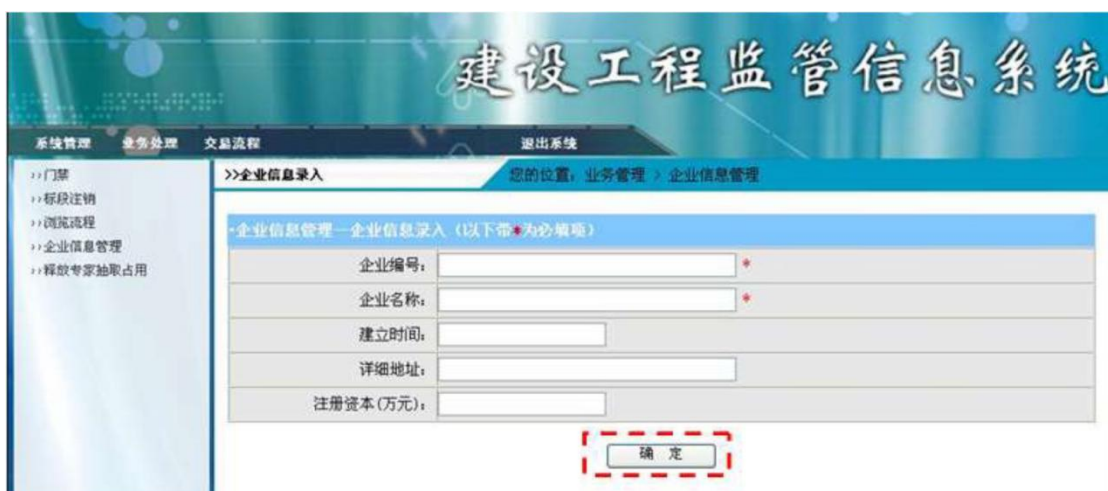 建设工程监管信息系统
系统管理 业务处理 交易流程 退出系统
>>门禁
>>标段注销
>>浏览流程
>>企业信息管理
>>释放专家抽取占用
>>企业信息录入 您的位置：业务管理 > 企业信息管理
·企业信息管理—企业信息录入（以下带*为必填项）
企业编号： *
企业名称： *
建立时间：
详细地址：
注册资本(万元)：
确 定